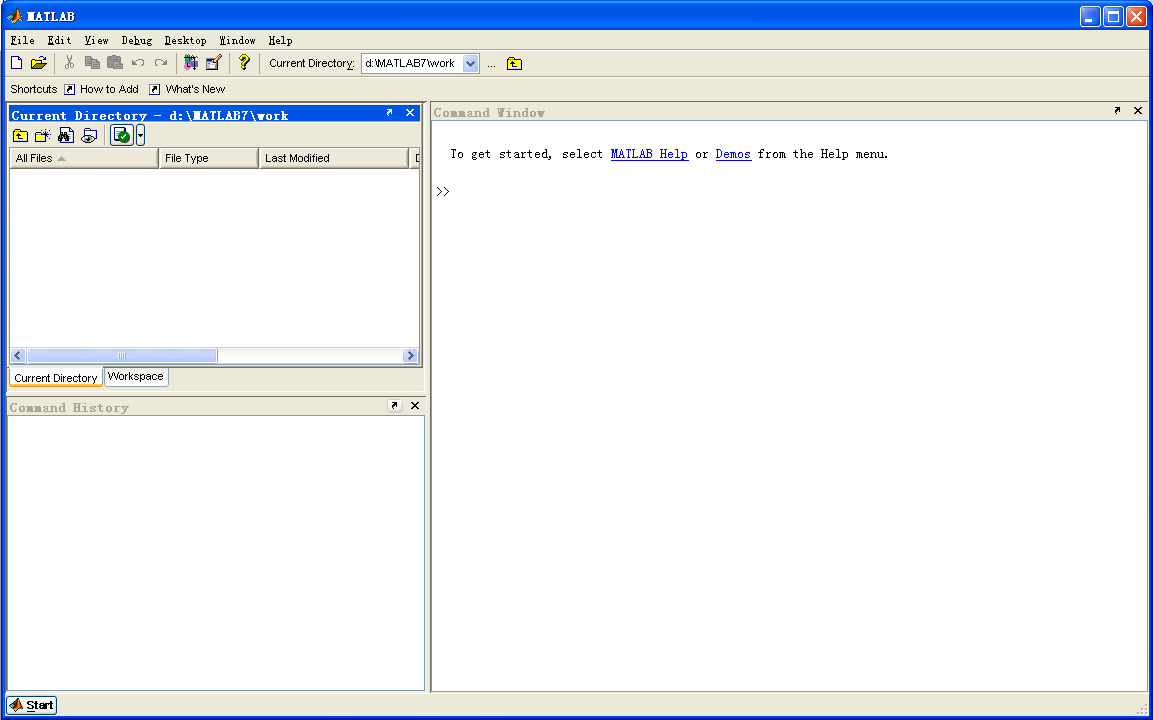 MATLAB
File Edit View Debug Desktop Window Help
Current Directory: d:\MATLAB7\work ...
Shortcuts How to Add What's New
Current Directory - d:\MATLAB7\work
All Files File Type Last Modified
Current Directory Workspace
Command History
Command Window
To get started, select MATLAB Help or Demos from the Help menu.
>>
Start